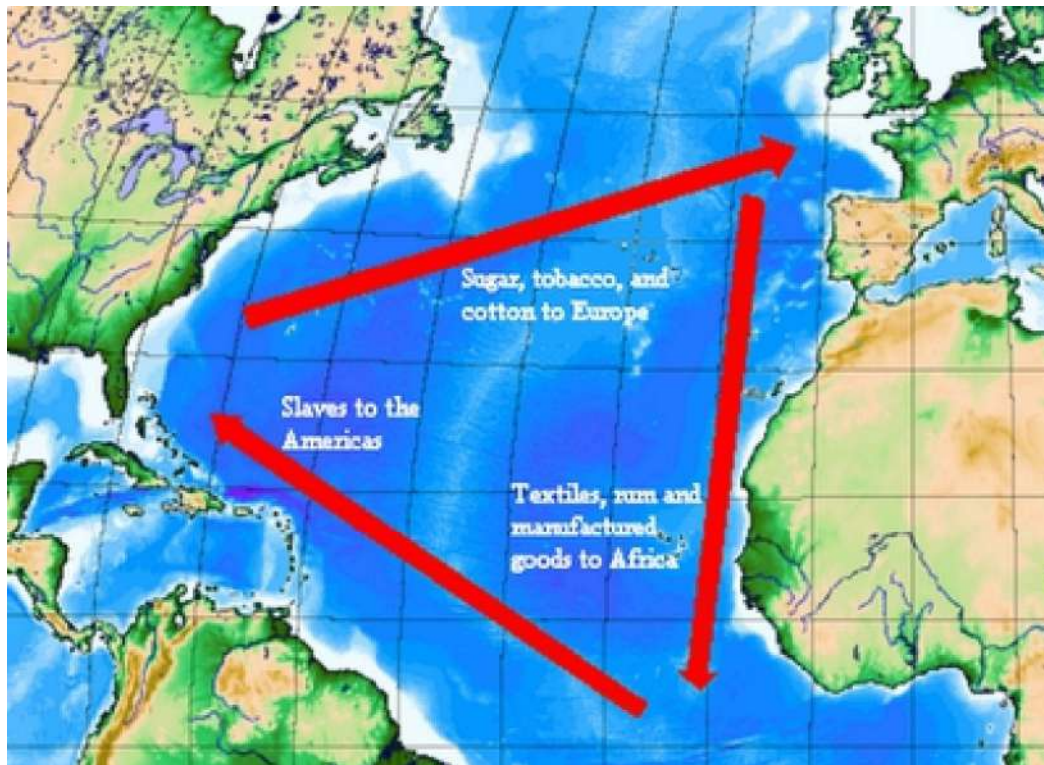 Sugar, tobacco, and
cotton to Europe
Slaves to the
Americas
Textiles, rum and
manufactured
goods to Africa